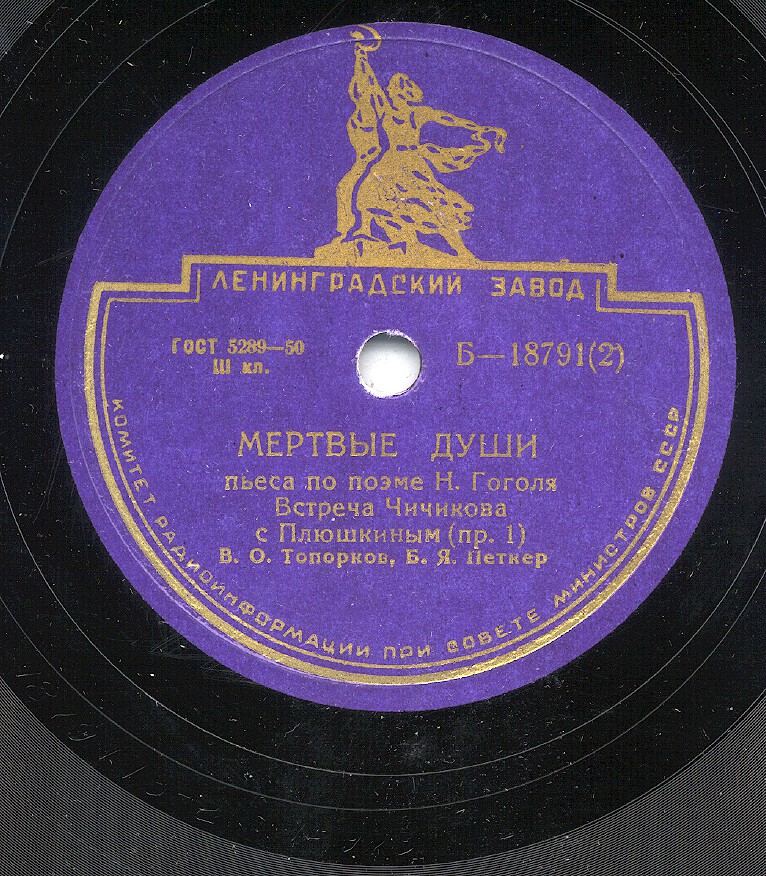 ЛЕНИНГРАДСКИЙ ЗАВОД
ГОСТ 5289—50
Ш кл.
Б—18791(2)
МЕРТВЫЕ ДУШИ
пьеса по поэме Н. Гоголя
Встреча Чичикова
с Плюшкиным (пр. 1)
В. О. Топорков, Б. Я. Петкер
КОМИТЕТ РАДИОИНФОРМАЦИИ ПРИ СОВЕТЕ МИНИСТРОВ СССР